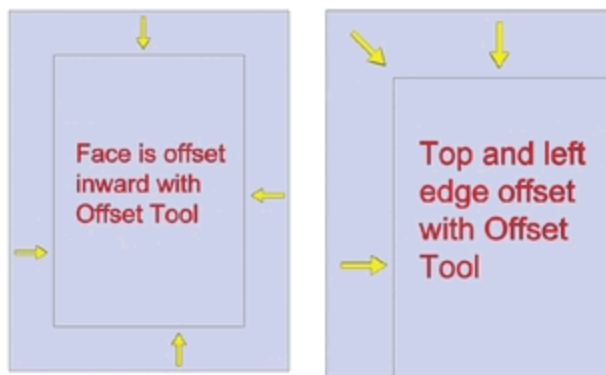 Face is offset
inward with
Offset Tool
Top and left
edge offset
with Offset
Tool